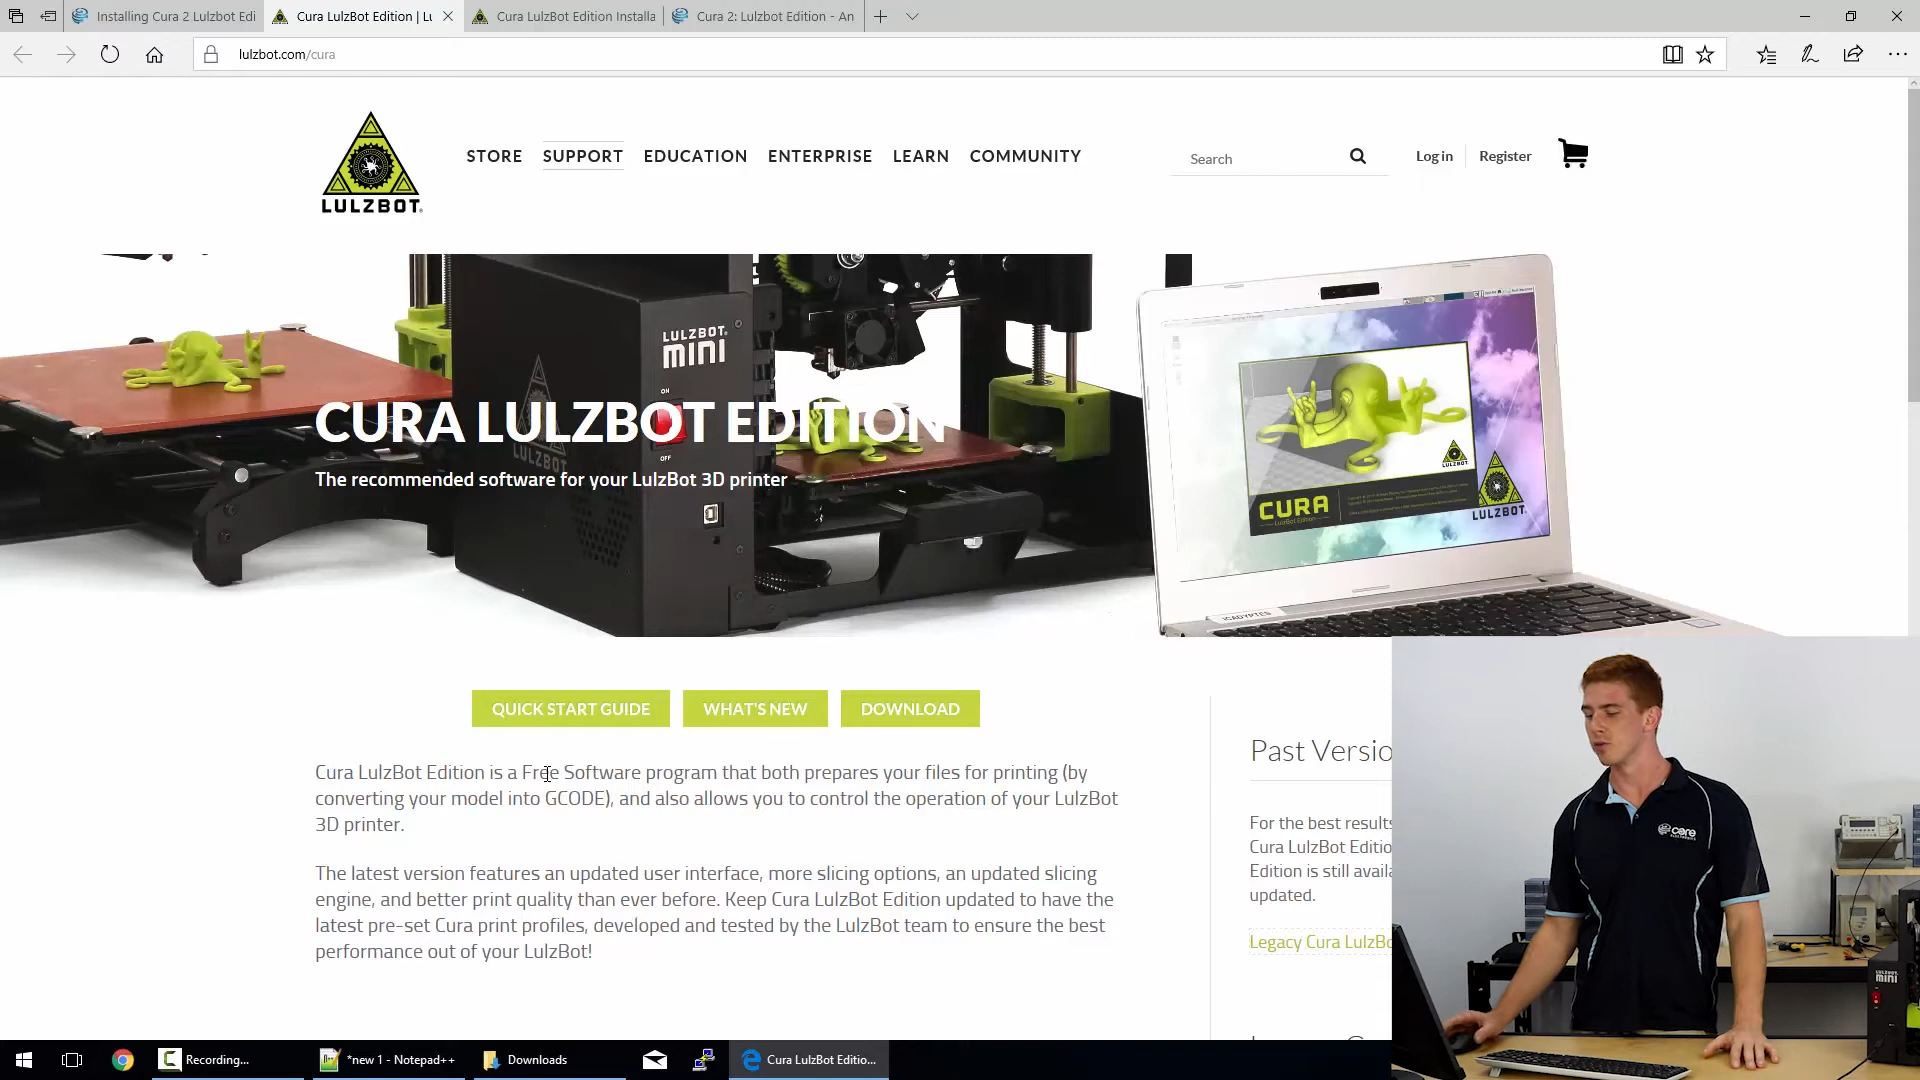 Installing Cura 2 Lulzbot Edi
Cura LulzBot Edition | Lu
Cura LulzBot Edition Installa
Cura 2: Lulzbot Edition - An
lulzbot.com/cura
LULZBOT
STORE
SUPPORT
EDUCATION
ENTERPRISE
LEARN
COMMUNITY
Search
Log in
Register
LULZBOT
mini
ON
OFF
LULZBOT
CURA LULZBOT EDITION
The recommended software for your LulzBot 3D printer
CURA
LulzBot Edition
LULZBOT
ICADYPTES
QUICK START GUIDE
WHAT'S NEW
DOWNLOAD
Cura LulzBot Edition is a Free Software program that both prepares your files for printing (by
converting your model into GCODE), and also allows you to control the operation of your LulzBot
3D printer.
The latest version features an updated user interface, more slicing options, an updated slicing
engine, and better print quality than ever before. Keep Cura LulzBot Edition updated to have the
latest pre-set Cura print profiles, developed and tested by the LulzBot team to ensure the best
performance out of your LulzBot!
Past Versio
For the best results
Cura LulzBot Editio
Edition is still availa
updated.
Legacy Cura LulzBo
core
ELECTRONICS
LULZBOT
mini
Recording...
*new 1 - Notepad++
Downloads
Cura LulzBot Editio...